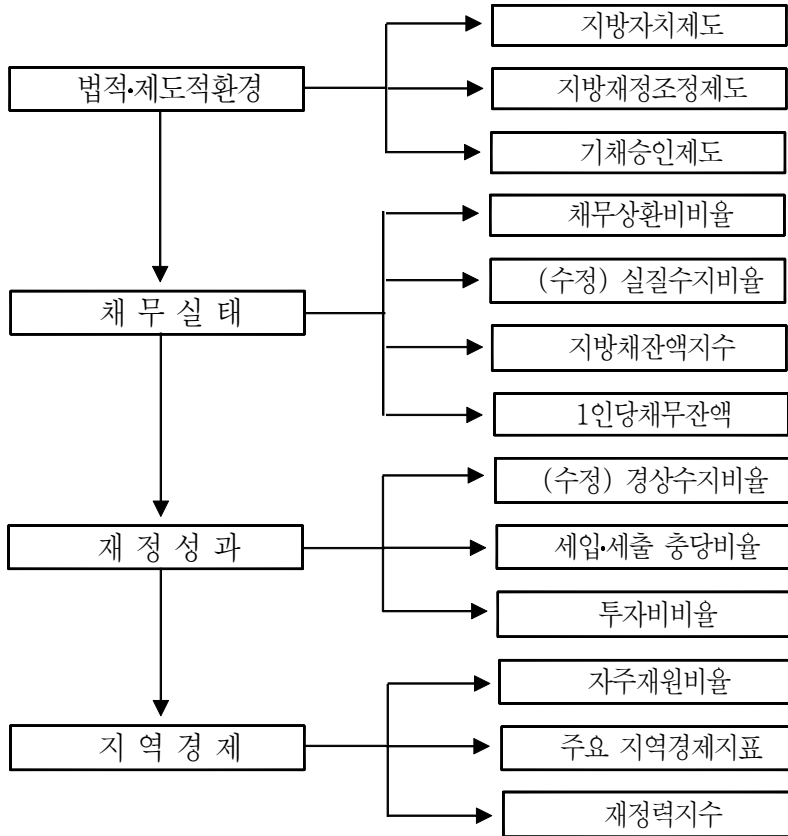 지방자치제도
법적·제도적환경
지방재정조정제도
기채승인제도
채무상환비비율
(수정) 실질수지비율
채 무 실 태
지방채잔액지수
1인당채무잔액
(수정) 경상수지비율
재 정 성 과
세입·세출 충당비율
투자비비율
자주재원비율
지 역 경 제
주요 지역경제지표
재정력지수